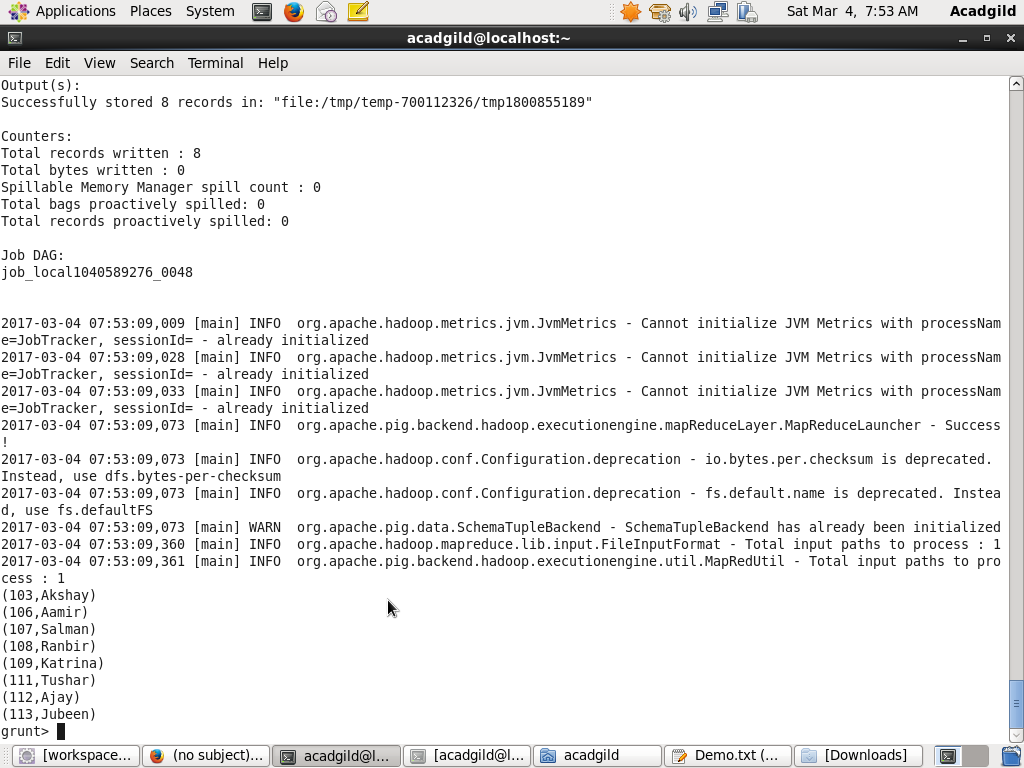 Applications Places System Sat Mar 4, 7:53 AM Acadgild
acadgild@localhost:~
File Edit View Search Terminal Help
Output(s):
Successfully stored 8 records in: "file:/tmp/temp-700112326/tmp1800855189"
Counters:
Total records written : 8
Total bytes written : 0
Spillable Memory Manager spill count : 0
Total bags proactively spilled: 0
Total records proactively spilled: 0
Job DAG:
job_local1040589276_0048
2017-03-04 07:53:09,009 [main] INFO  org.apache.hadoop.metrics.jvm.JvmMetrics - Cannot initialize JVM Metrics with processNam
e=JobTracker, sessionId= - already initialized
2017-03-04 07:53:09,028 [main] INFO  org.apache.hadoop.metrics.jvm.JvmMetrics - Cannot initialize JVM Metrics with processNam
e=JobTracker, sessionId= - already initialized
2017-03-04 07:53:09,033 [main] INFO  org.apache.hadoop.metrics.jvm.JvmMetrics - Cannot initialize JVM Metrics with processNam
e=JobTracker, sessionId= - already initialized
2017-03-04 07:53:09,073 [main] INFO  org.apache.pig.backend.hadoop.executionengine.mapReduceLayer.MapReduceLauncher - Success
!
2017-03-04 07:53:09,073 [main] INFO  org.apache.hadoop.conf.Configuration.deprecation - io.bytes.per.checksum is deprecated.
Instead, use dfs.bytes-per-checksum
2017-03-04 07:53:09,073 [main] INFO  org.apache.hadoop.conf.Configuration.deprecation - fs.default.name is deprecated. Instea
d, use fs.defaultFS
2017-03-04 07:53:09,073 [main] WARN  org.apache.pig.data.SchemaTupleBackend - SchemaTupleBackend has already been initialized
2017-03-04 07:53:09,360 [main] INFO  org.apache.hadoop.mapreduce.lib.input.FileInputFormat - Total input paths to process : 1
2017-03-04 07:53:09,361 [main] INFO  org.apache.pig.backend.hadoop.executionengine.util.MapRedUtil - Total input paths to pro
cess : 1
(103,Akshay)
(106,Aamir)
(107,Salman)
(108,Ranbir)
(109,Katrina)
(111,Tushar)
(112,Ajay)
(113,Jubeen)
grunt>
[workspace... (no subject)... acadgild@l... [acadgild@l... acadgild Demo.txt (... [Downloads]